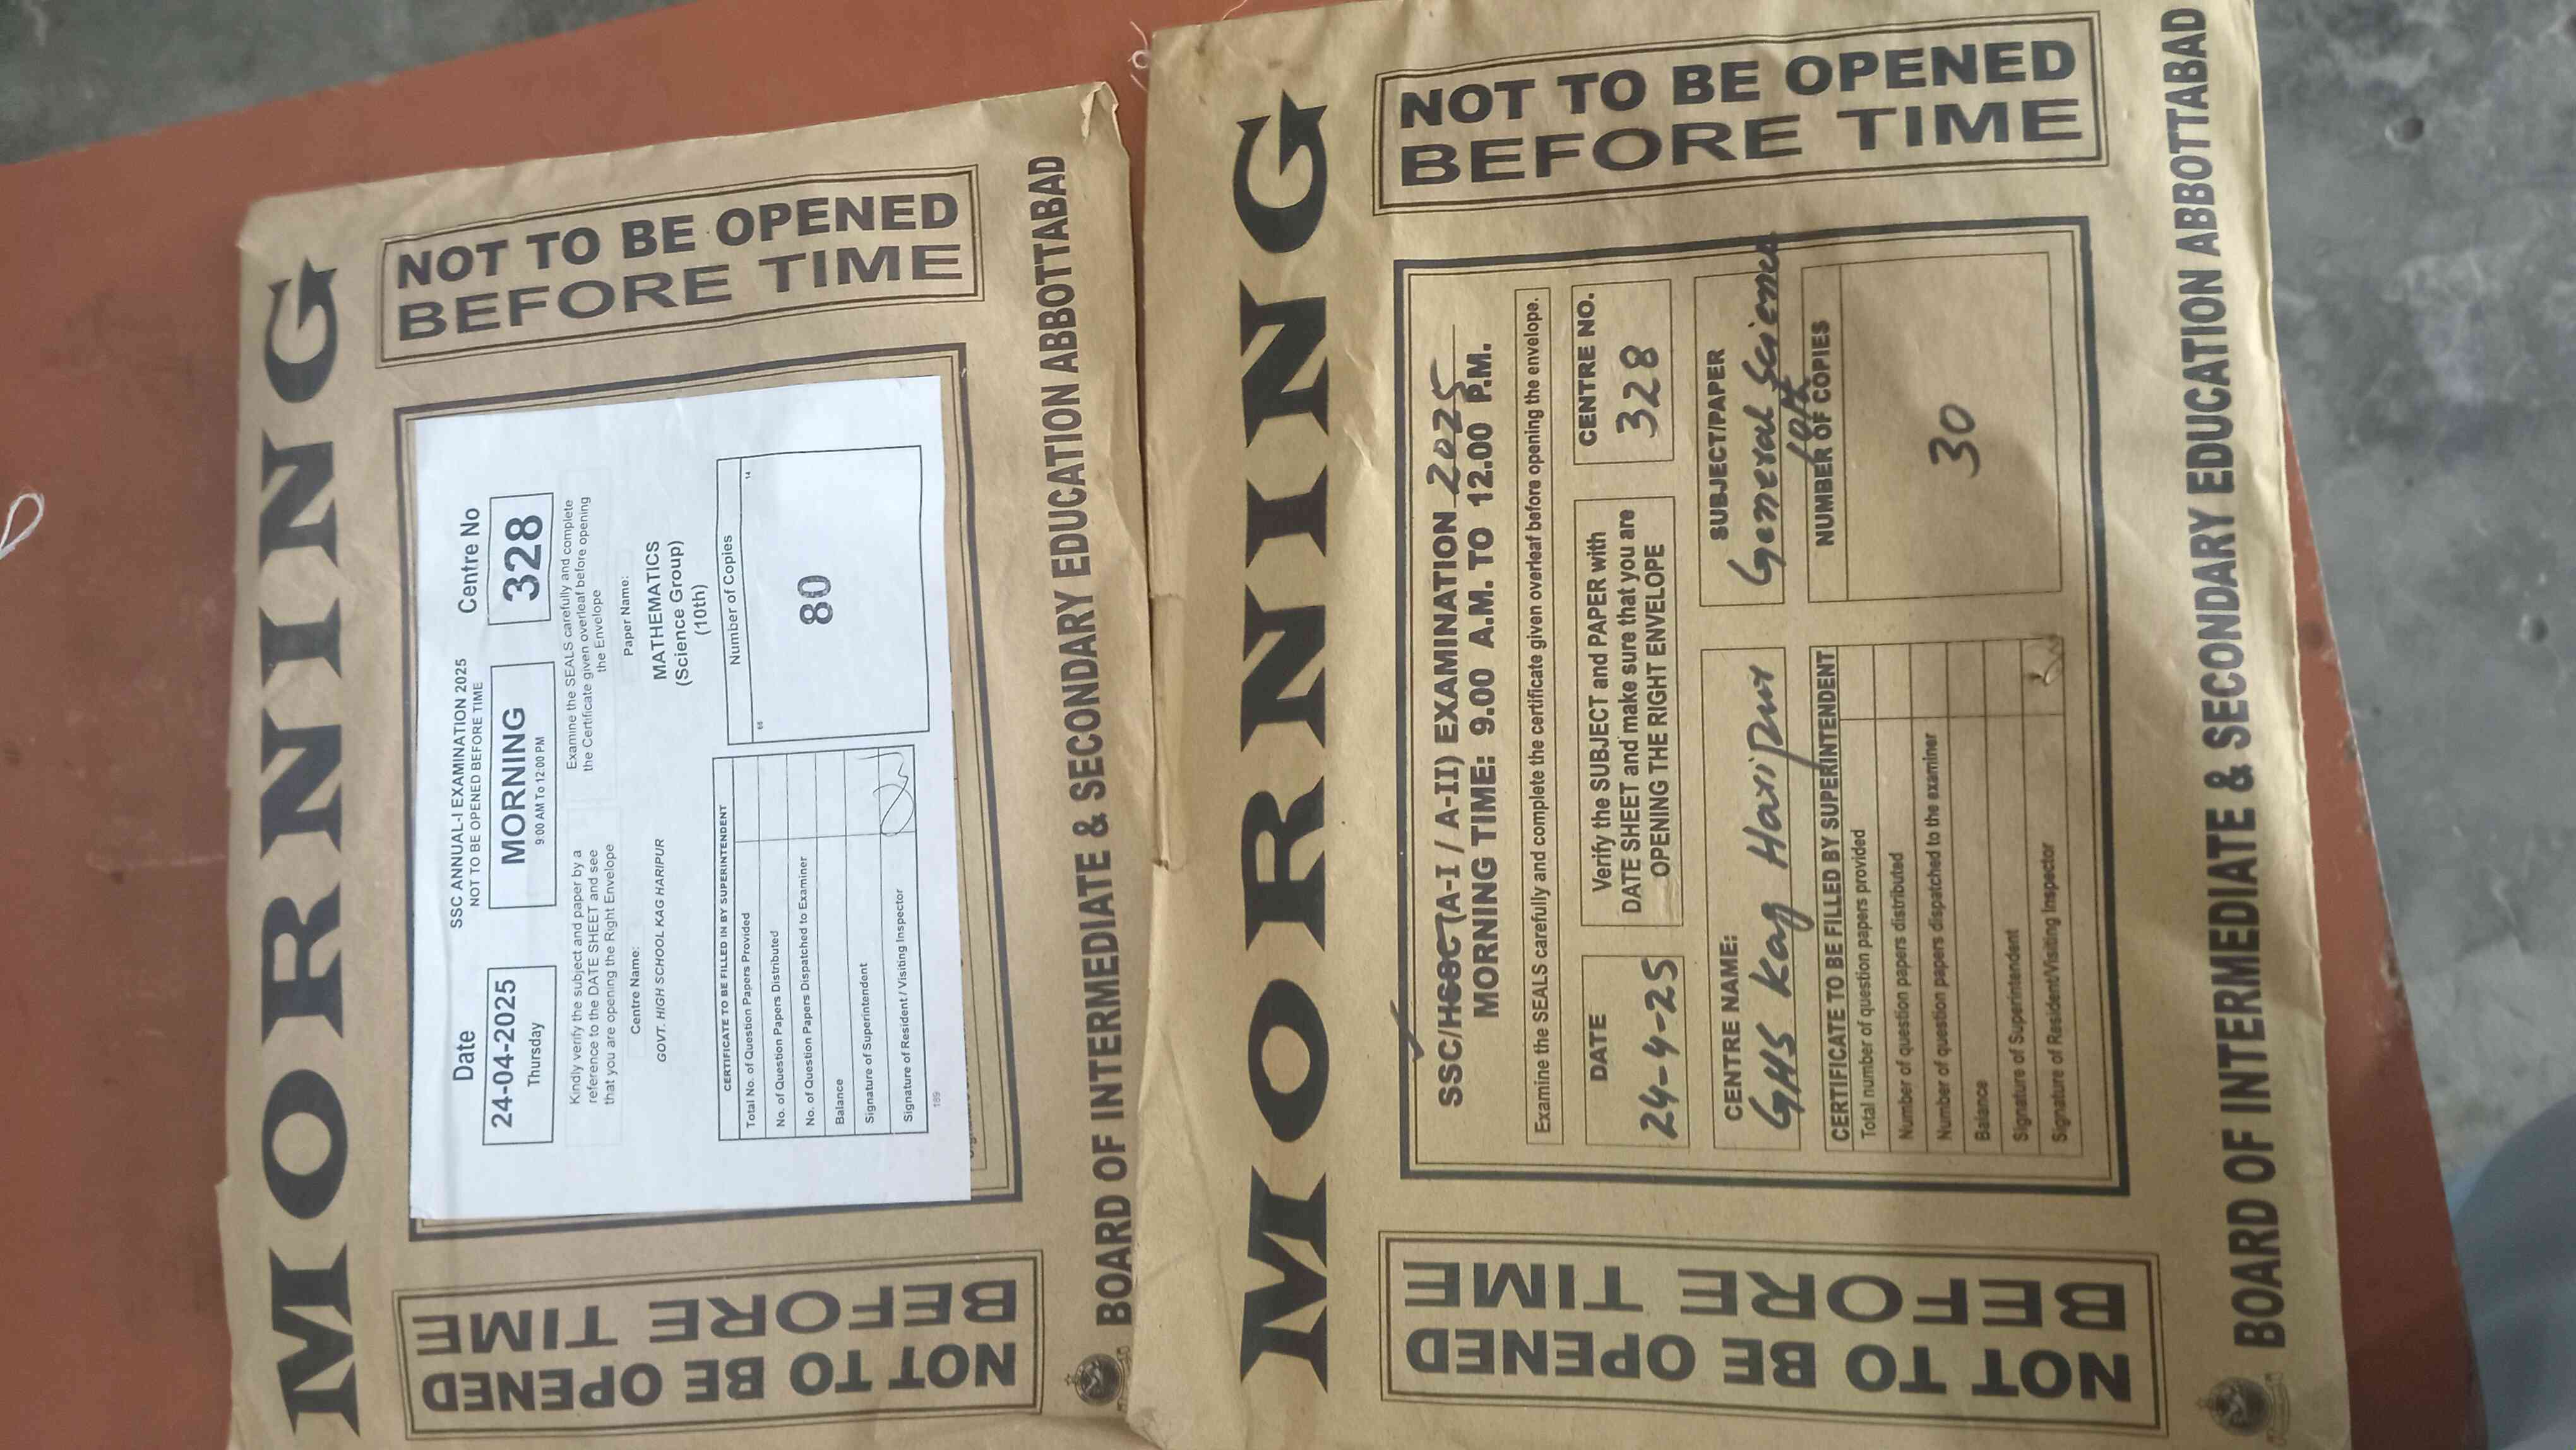 MORNING
NOT TO BE OPENED
BEFORE TIME
SSC ANNUAL-I EXAMINATION 2025
NOT TO BE OPENED BEFORE TIME
Date
24-04-2025
Thursday
MORNING
9:00 AM To 12:00 PM
Centre No
328
Kindly verify the subject and paper by a
reference to the DATE SHEET and see
that you are opening the Right Envelope
Examine the SEALS carefully and complete
the Certificate given overleaf before opening
the Envelope
Centre Name:
GOVT. HIGH SCHOOL KAG HARIPUR
Paper Name:
MATHEMATICS
(Science Group)
(10th)
CERTIFICATE TO BE FILLED IN BY SUPERINTENDENT
Total No. of Question Papers Provided
No. of Question Papers Distributed
No. of Question Papers Dispatched to Examiner
Balance
Signature of Superintendent
Signature of Resident / Visiting Inspector
Number of Copies
66
14
80
189
NOT TO BE OPENED
BEFORE TIME
BOARD OF INTERMEDIATE & SECONDARY EDUCATION ABBOTTABAD
MORNING
NOT TO BE OPENED
BEFORE TIME
SSC/HSSC (A-I / A-II) EXAMINATION 2025
MORNING TIME: 9.00 A.M. TO 12.00 P.M.
Examine the SEALS carefully and complete the certificate given overleaf before opening the envelope.
DATE
24-4-25
Verify the SUBJECT and PAPER with
DATE SHEET and make sure that you are
OPENING THE RIGHT ENVELOPE
CENTRE NO.
328
CENTRE NAME:
GHS Kag Haripur
SUBJECT/PAPER
General Science
10th
CERTIFICATE TO BE FILLED BY SUPERINTENDENT
Total number of question papers provided
Number of question papers distributed
Number of question papers dispatched to the examiner
Balance
Signature of Superintendent
Signature of Resident/Visiting Inspector
NUMBER OF COPIES
30
NOT TO BE OPENED
BEFORE TIME
BOARD OF INTERMEDIATE & SECONDARY EDUCATION ABBOTTABAD